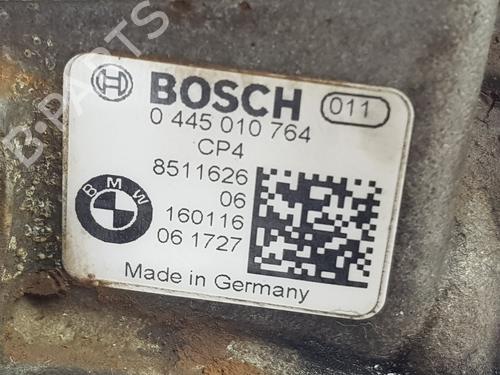 BOSCH 011
0 445 010 764
CP4
8511626
06
BMW
160116
06 1727
Made in Germany
B-PARTS